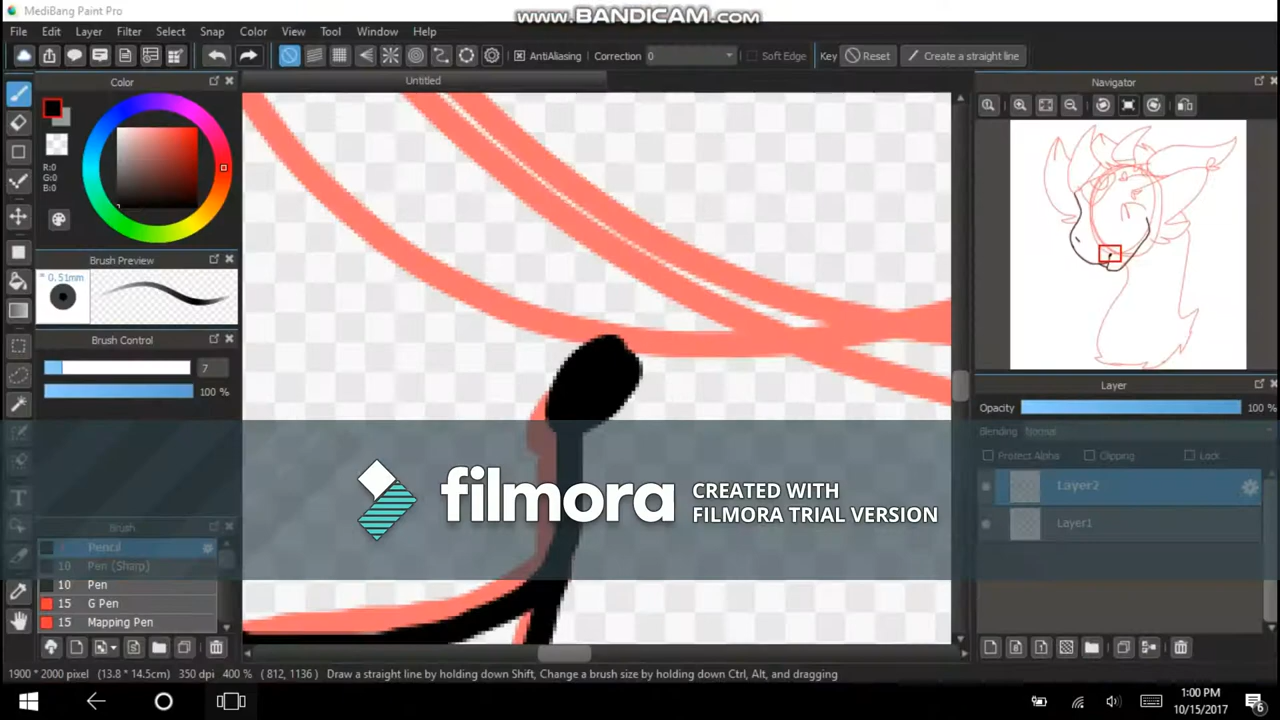 www.BANDICAM.com
MediBang Paint Pro
File Edit Layer Filter Select Snap Color View Tool Window Help
AntiAliasing Correction 0 Soft Edge Key Reset Create a straight line
Color
Untitled
Navigator
R:0
G:0
B:0
Brush Preview
* 0.51mm
Brush Control
7
100 %
Layer
Opacity 100 %
Blending Normal
Protect Alpha Clipping Lock
Layer2
Layer1
filmora CREATED WITH
FILMORA TRIAL VERSION
Brush
Pencil
10 Pen (Sharp)
10 Pen
15 G Pen
15 Mapping Pen
1900 * 2000 pixel (13.8 * 14.5cm) 350 dpi 400 % ( 812, 1136 ) Draw a straight line by holding down Shift, Change a brush size by holding down Ctrl, Alt, and dragging
1:00 PM
10/15/2017
6